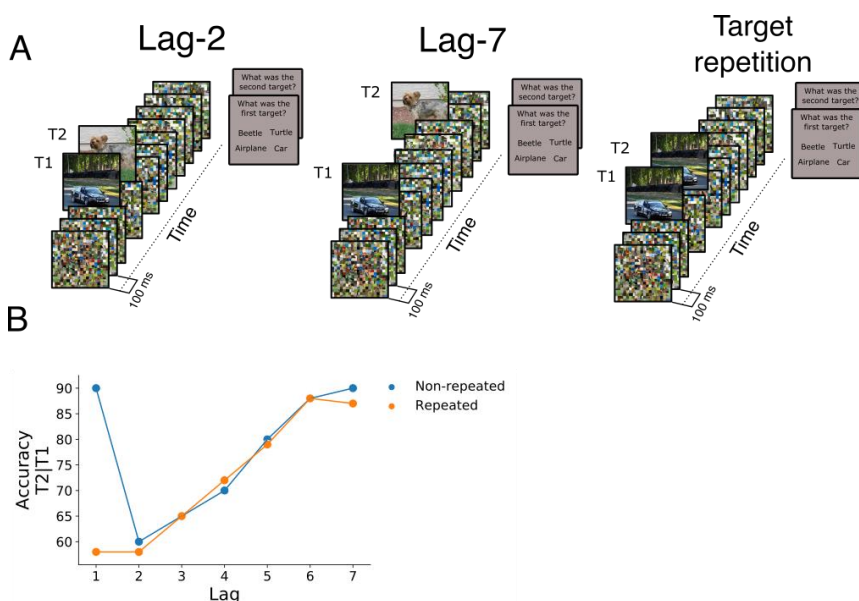 A
Lag-2
Lag-7
Target
repetition
T2
T1
What was the
second target?
What was the
first target?
Beetle Turtle
Airplane Car
Time
100 ms
T2
T1
What was the
second target?
What was the
first target?
Beetle Turtle
Airplane Car
Time
100 ms
T2
T1
What was the
second target?
What was the
first target?
Beetle Turtle
Airplane Car
Time
100 ms
B
Accuracy
T2|T1
90
85
80
75
70
65
60
1 2 3 4 5 6 7
Lag
Non-repeated
Repeated